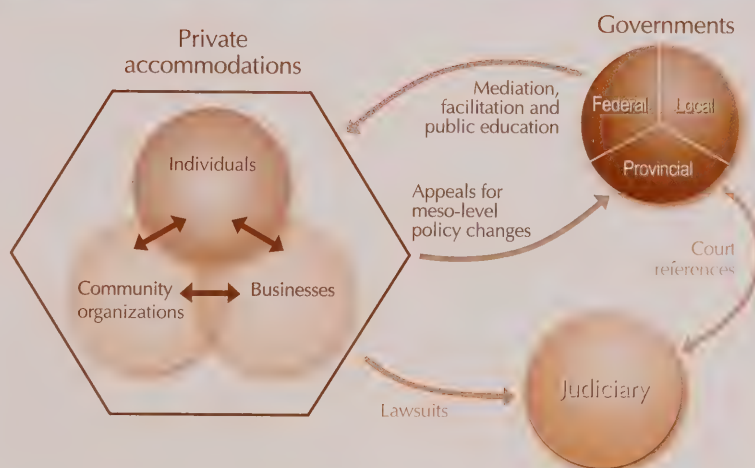 Private
accommodations
Governments
Mediation,
facilitation and
public education
Federal
Local
Provincial
Individuals
Appeals for
meso-level
policy changes
Court
references
Community
organizations
Businesses
Judiciary
Lawsuits